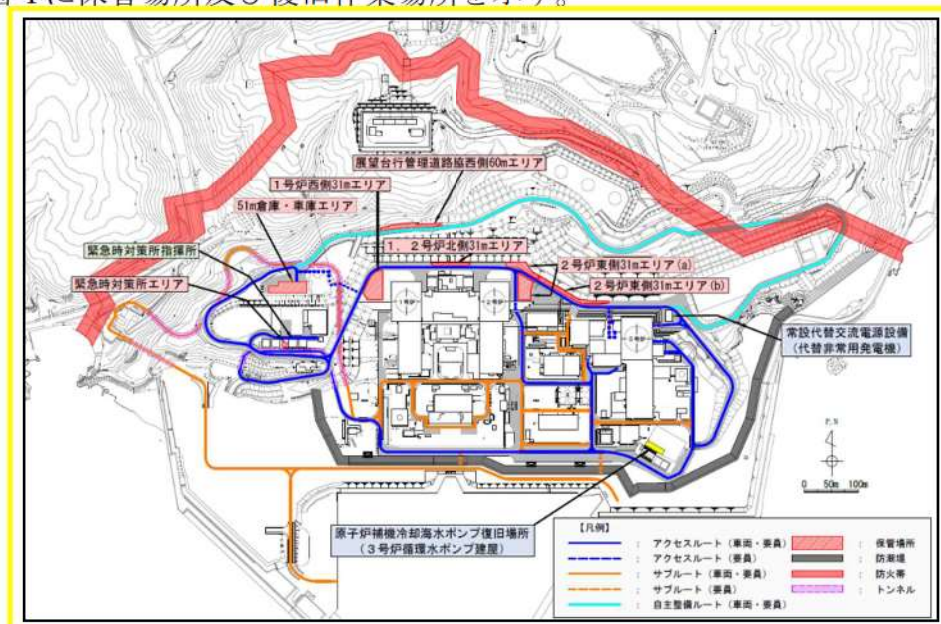 に保管場所及び復旧作業場所を示す。
展望台行管理道路脇西側60mエリア
1号炉西側31mエリア
51m倉庫・車庫エリア
1、2号炉北側31mエリア
緊急時対策所指揮所
2号炉東側31mエリア(a)
緊急時対策所エリア
2号炉東側31mエリア(b)
常設代替交流電源設備
(代替非常用発電機)
P.N
0 50m 100m
原子炉補機冷却海水ポンプ復旧場所
(3号炉循環水ポンプ建屋)
【凡例】
: アクセスルート(車両・要員)
: アクセスルート(要員)
: サブルート(車両・要員)
: サブルート(要員)
: 自主整備ルート(車両・要員)
: 保管場所
: 防潮堤
: 防火帯
: トンネル